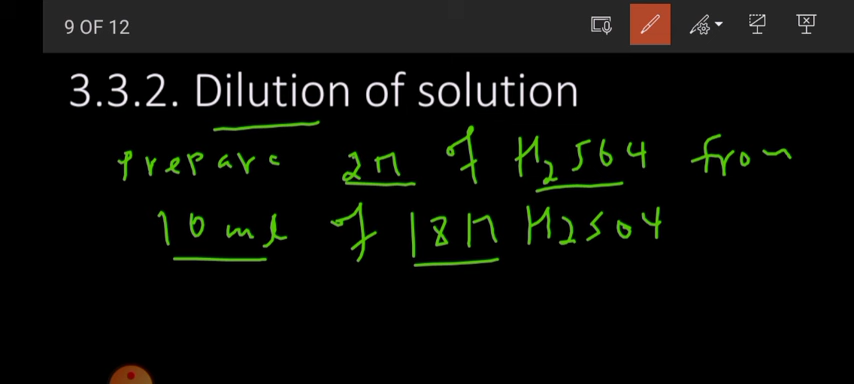 9 OF 12
3.3.2. Dilution of solution
prepare 2M of H2SO4 from
10 ml of 18M H2SO4